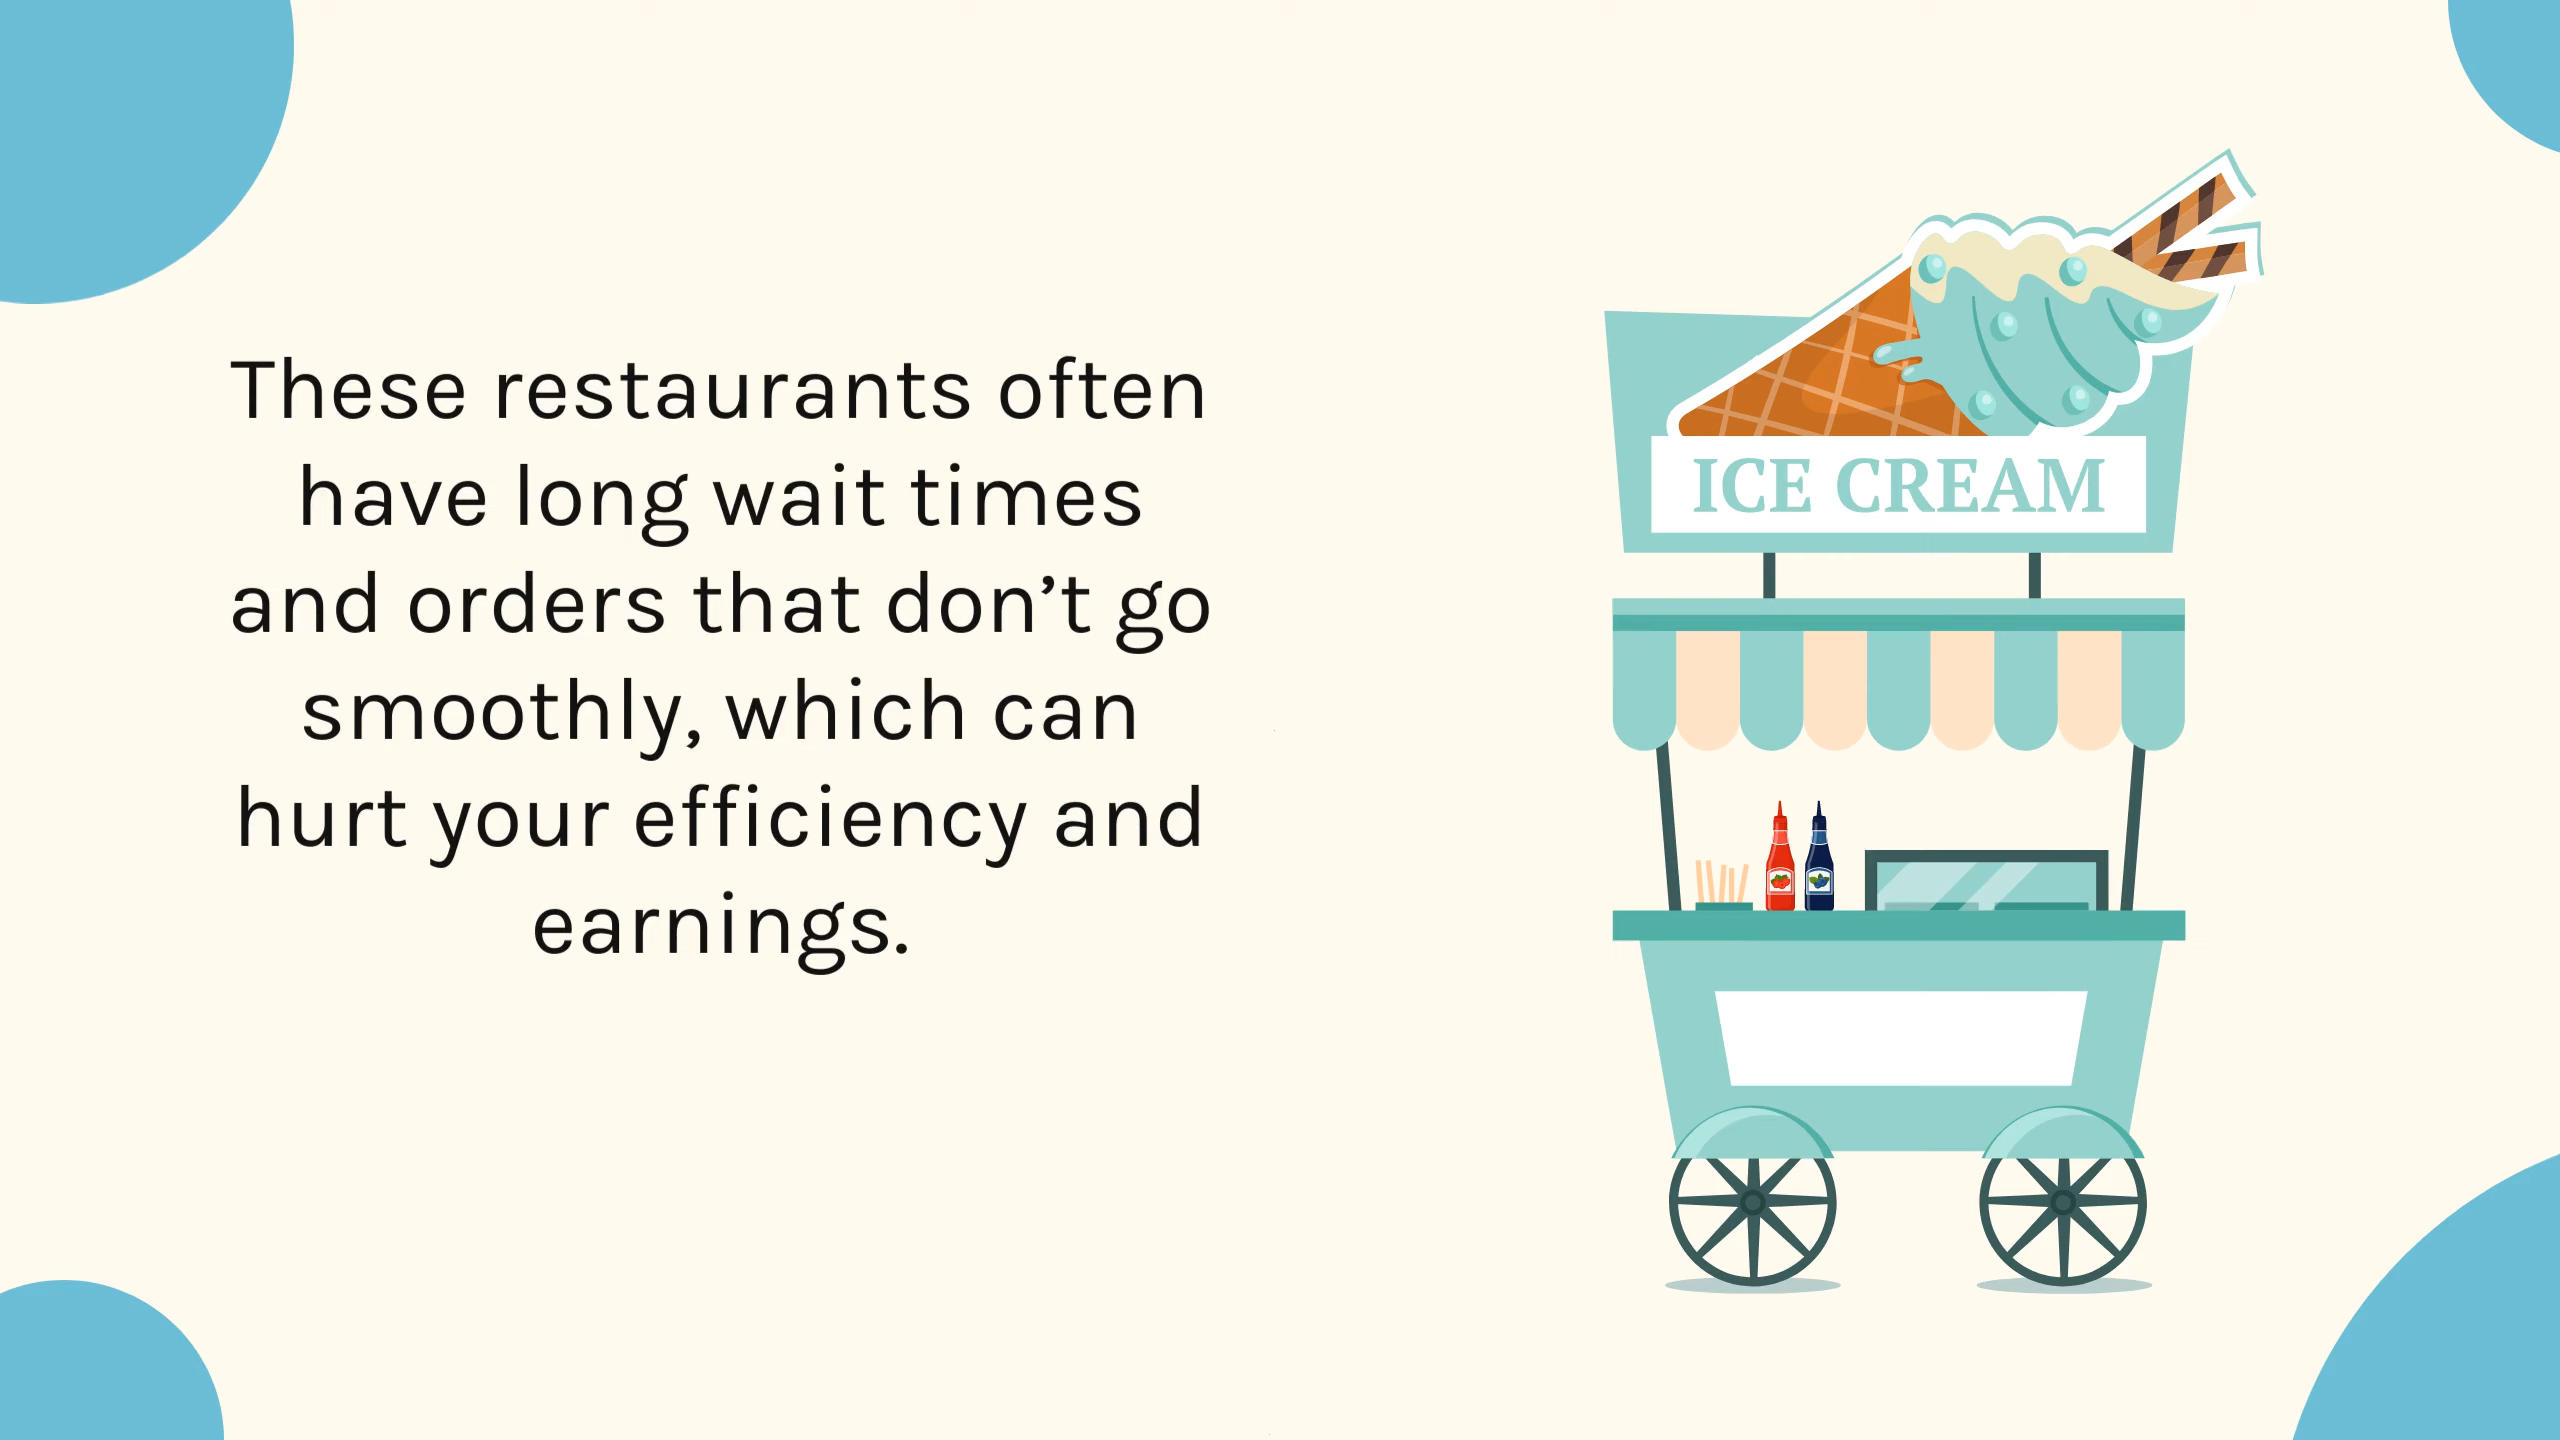 These restaurants often
have long wait times
and orders that don’t go
smoothly, which can
hurt your efficiency and
earnings.
ICE CREAM